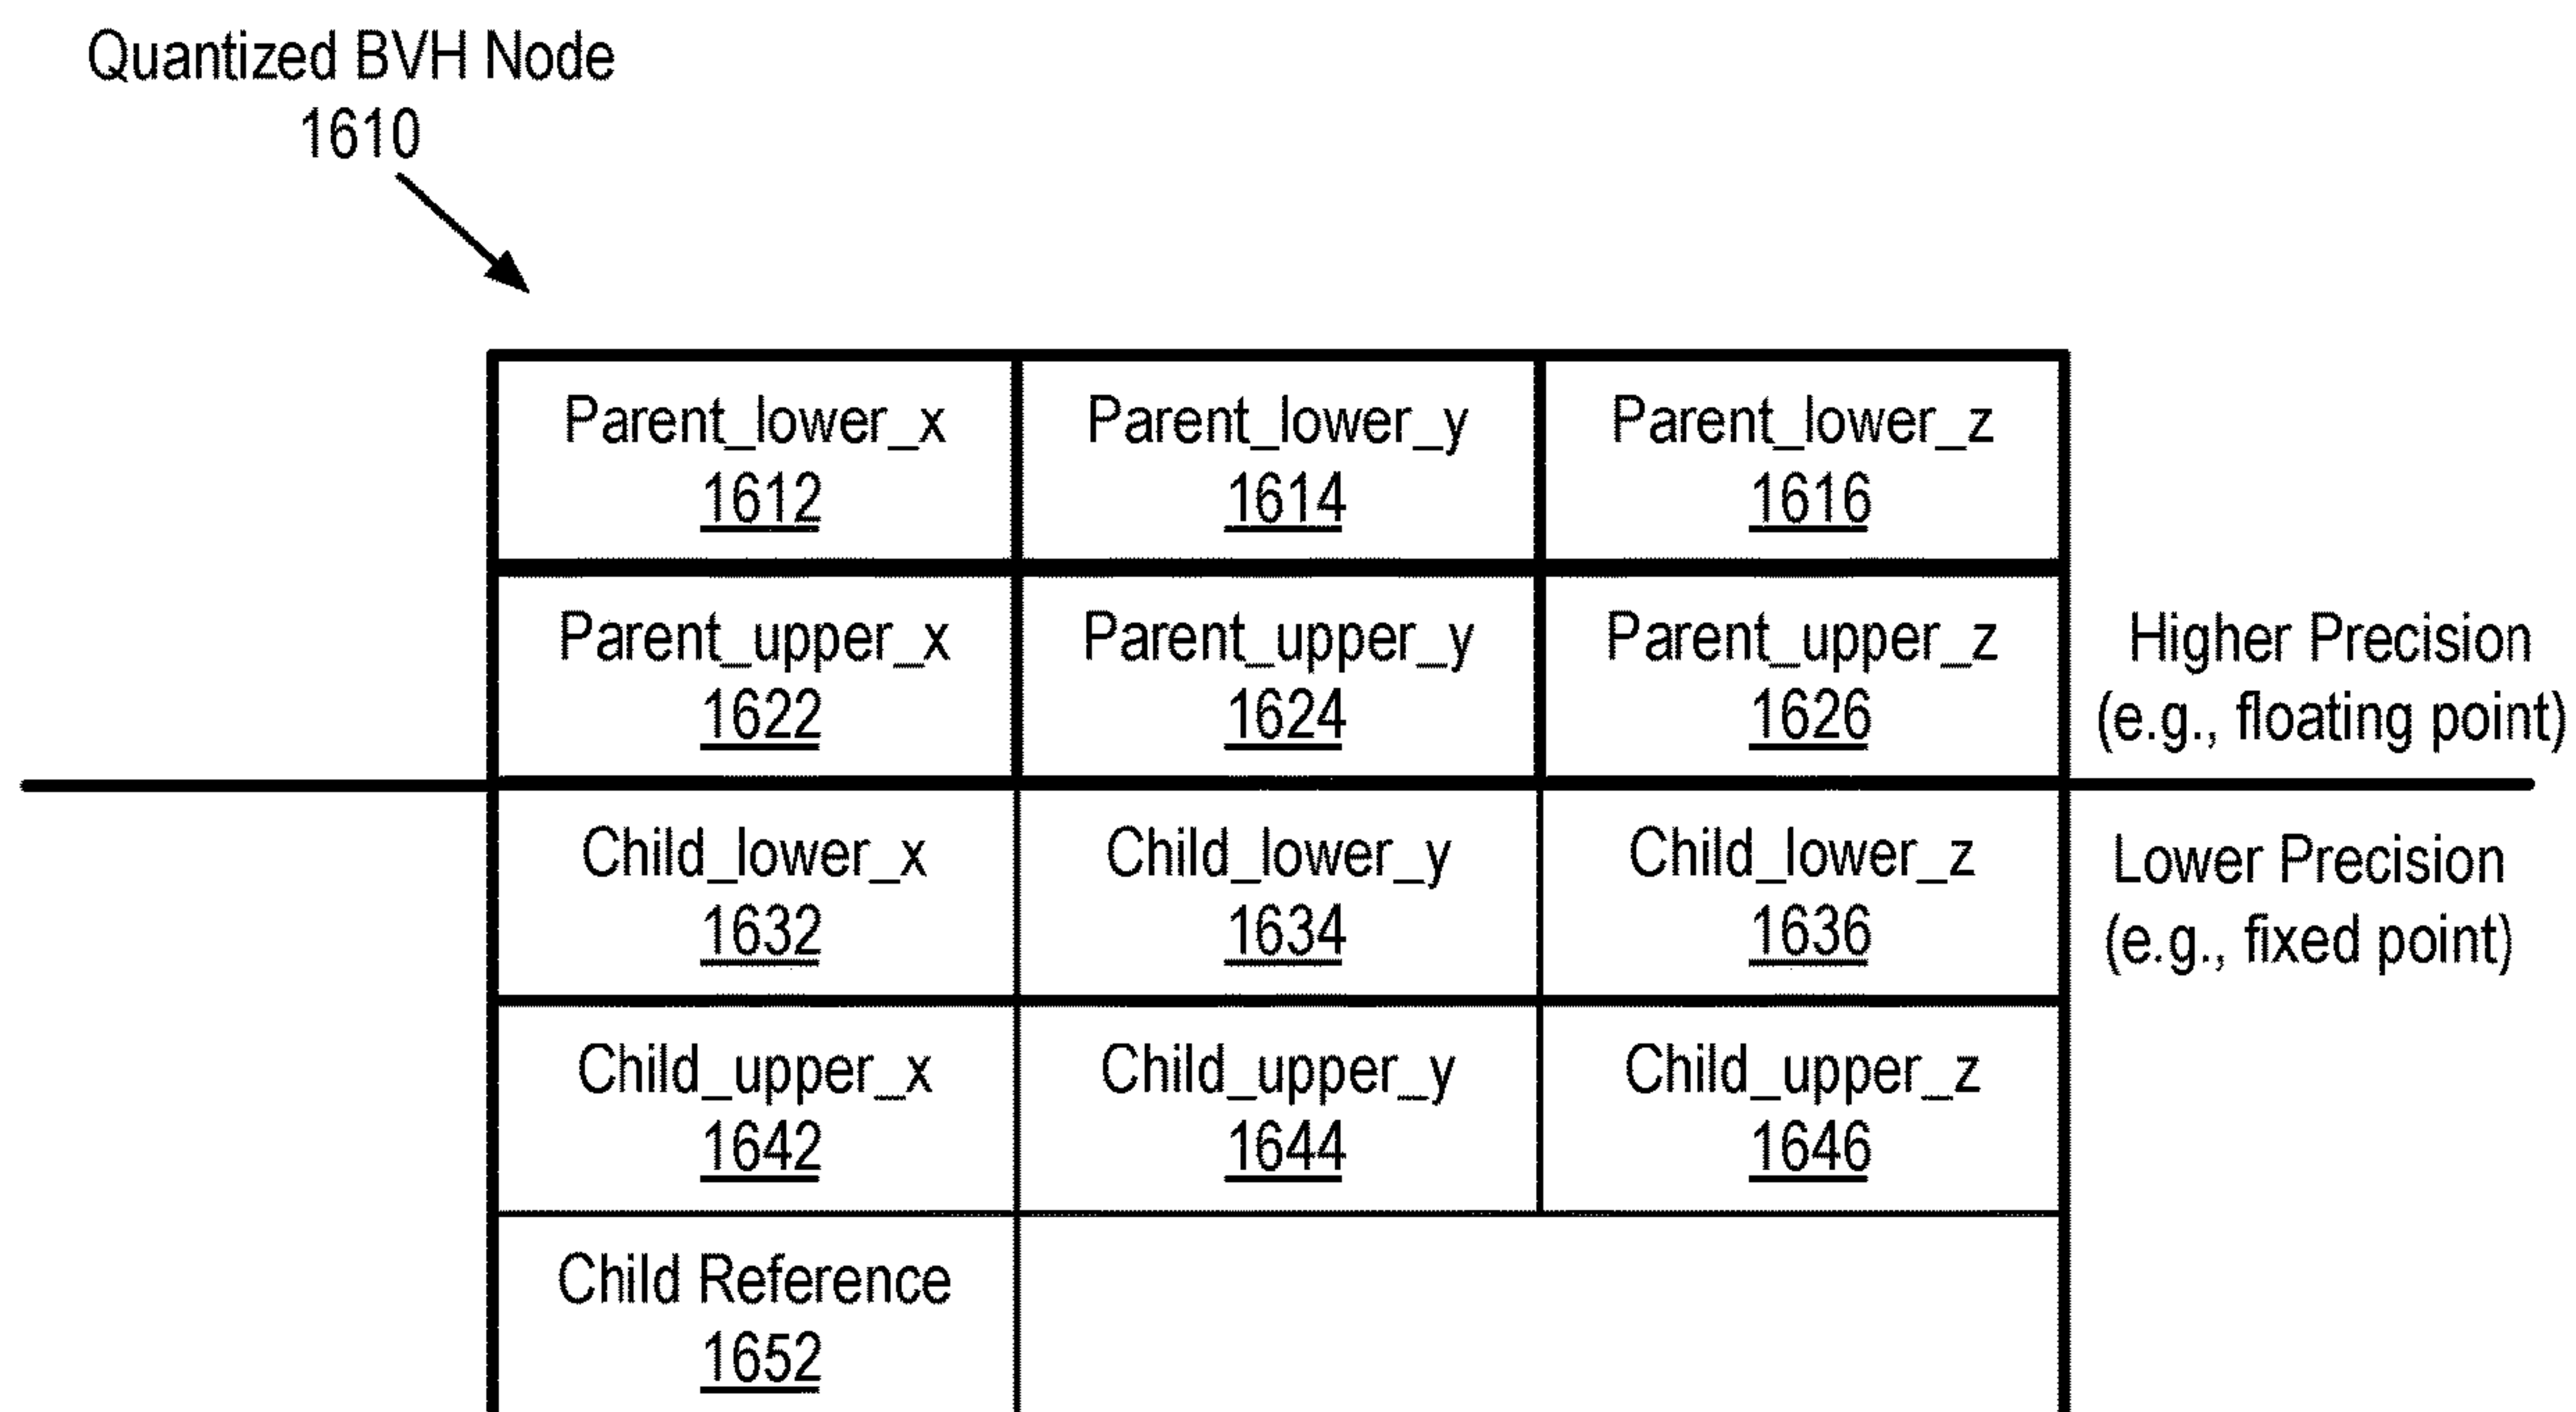 Quantized BVH Node
1610
Parent_lower_x
1612
Parent_lower_y
1614
Parent_lower_z
1616
Parent_upper_x
1622
Parent_upper_y
1624
Parent_upper_z
1626
Higher Precision
(e.g., floating point)
Child_lower_x
1632
Child_lower_y
1634
Child_lower_z
1636
Lower Precision
(e.g., fixed point)
Child_upper_x
1642
Child_upper_y
1644
Child_upper_z
1646
Child Reference
1652